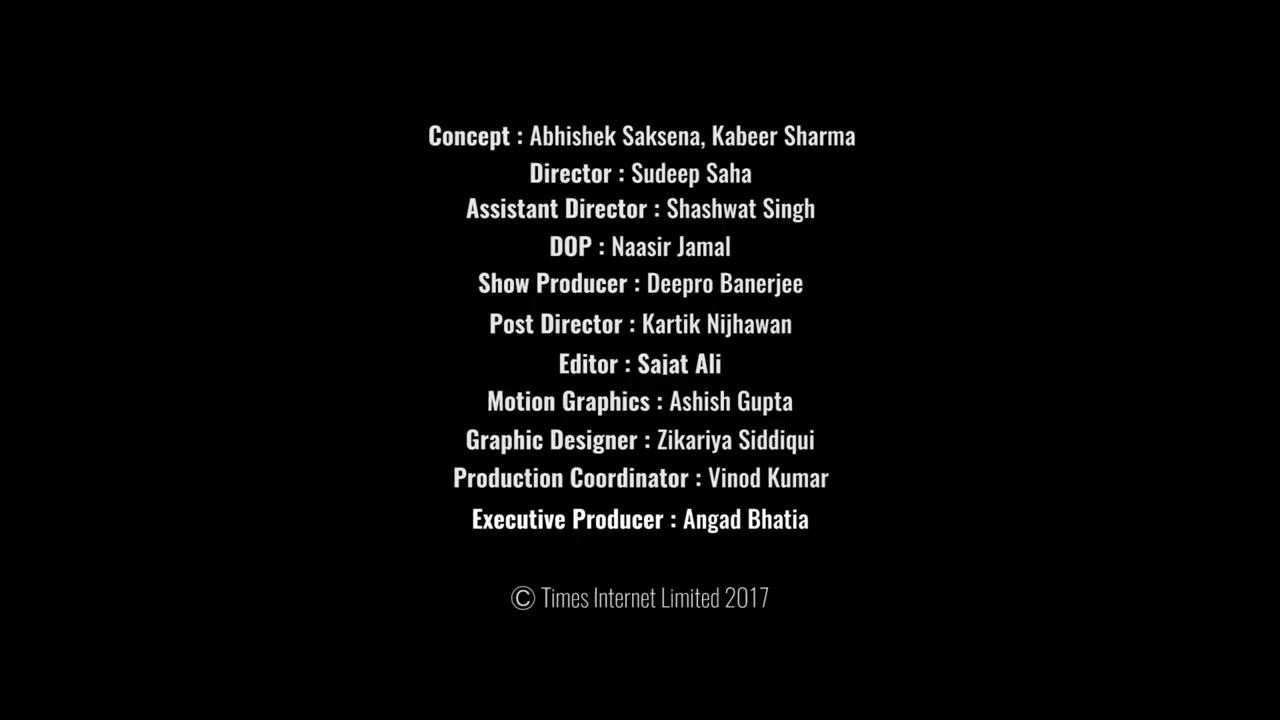 Concept : Abhishek Saksena, Kabeer Sharma
Director : Sudeep Saha
Assistant Director : Shashwat Singh
DOP : Naasir Jamal
Show Producer : Deepro Banerjee
Post Director : Kartik Nijhawan
Editor : Sajat Ali
Motion Graphics : Ashish Gupta
Graphic Designer : Zikariya Siddiqui
Production Coordinator : Vinod Kumar
Executive Producer : Angad Bhatia
© Times Internet Limited 2017